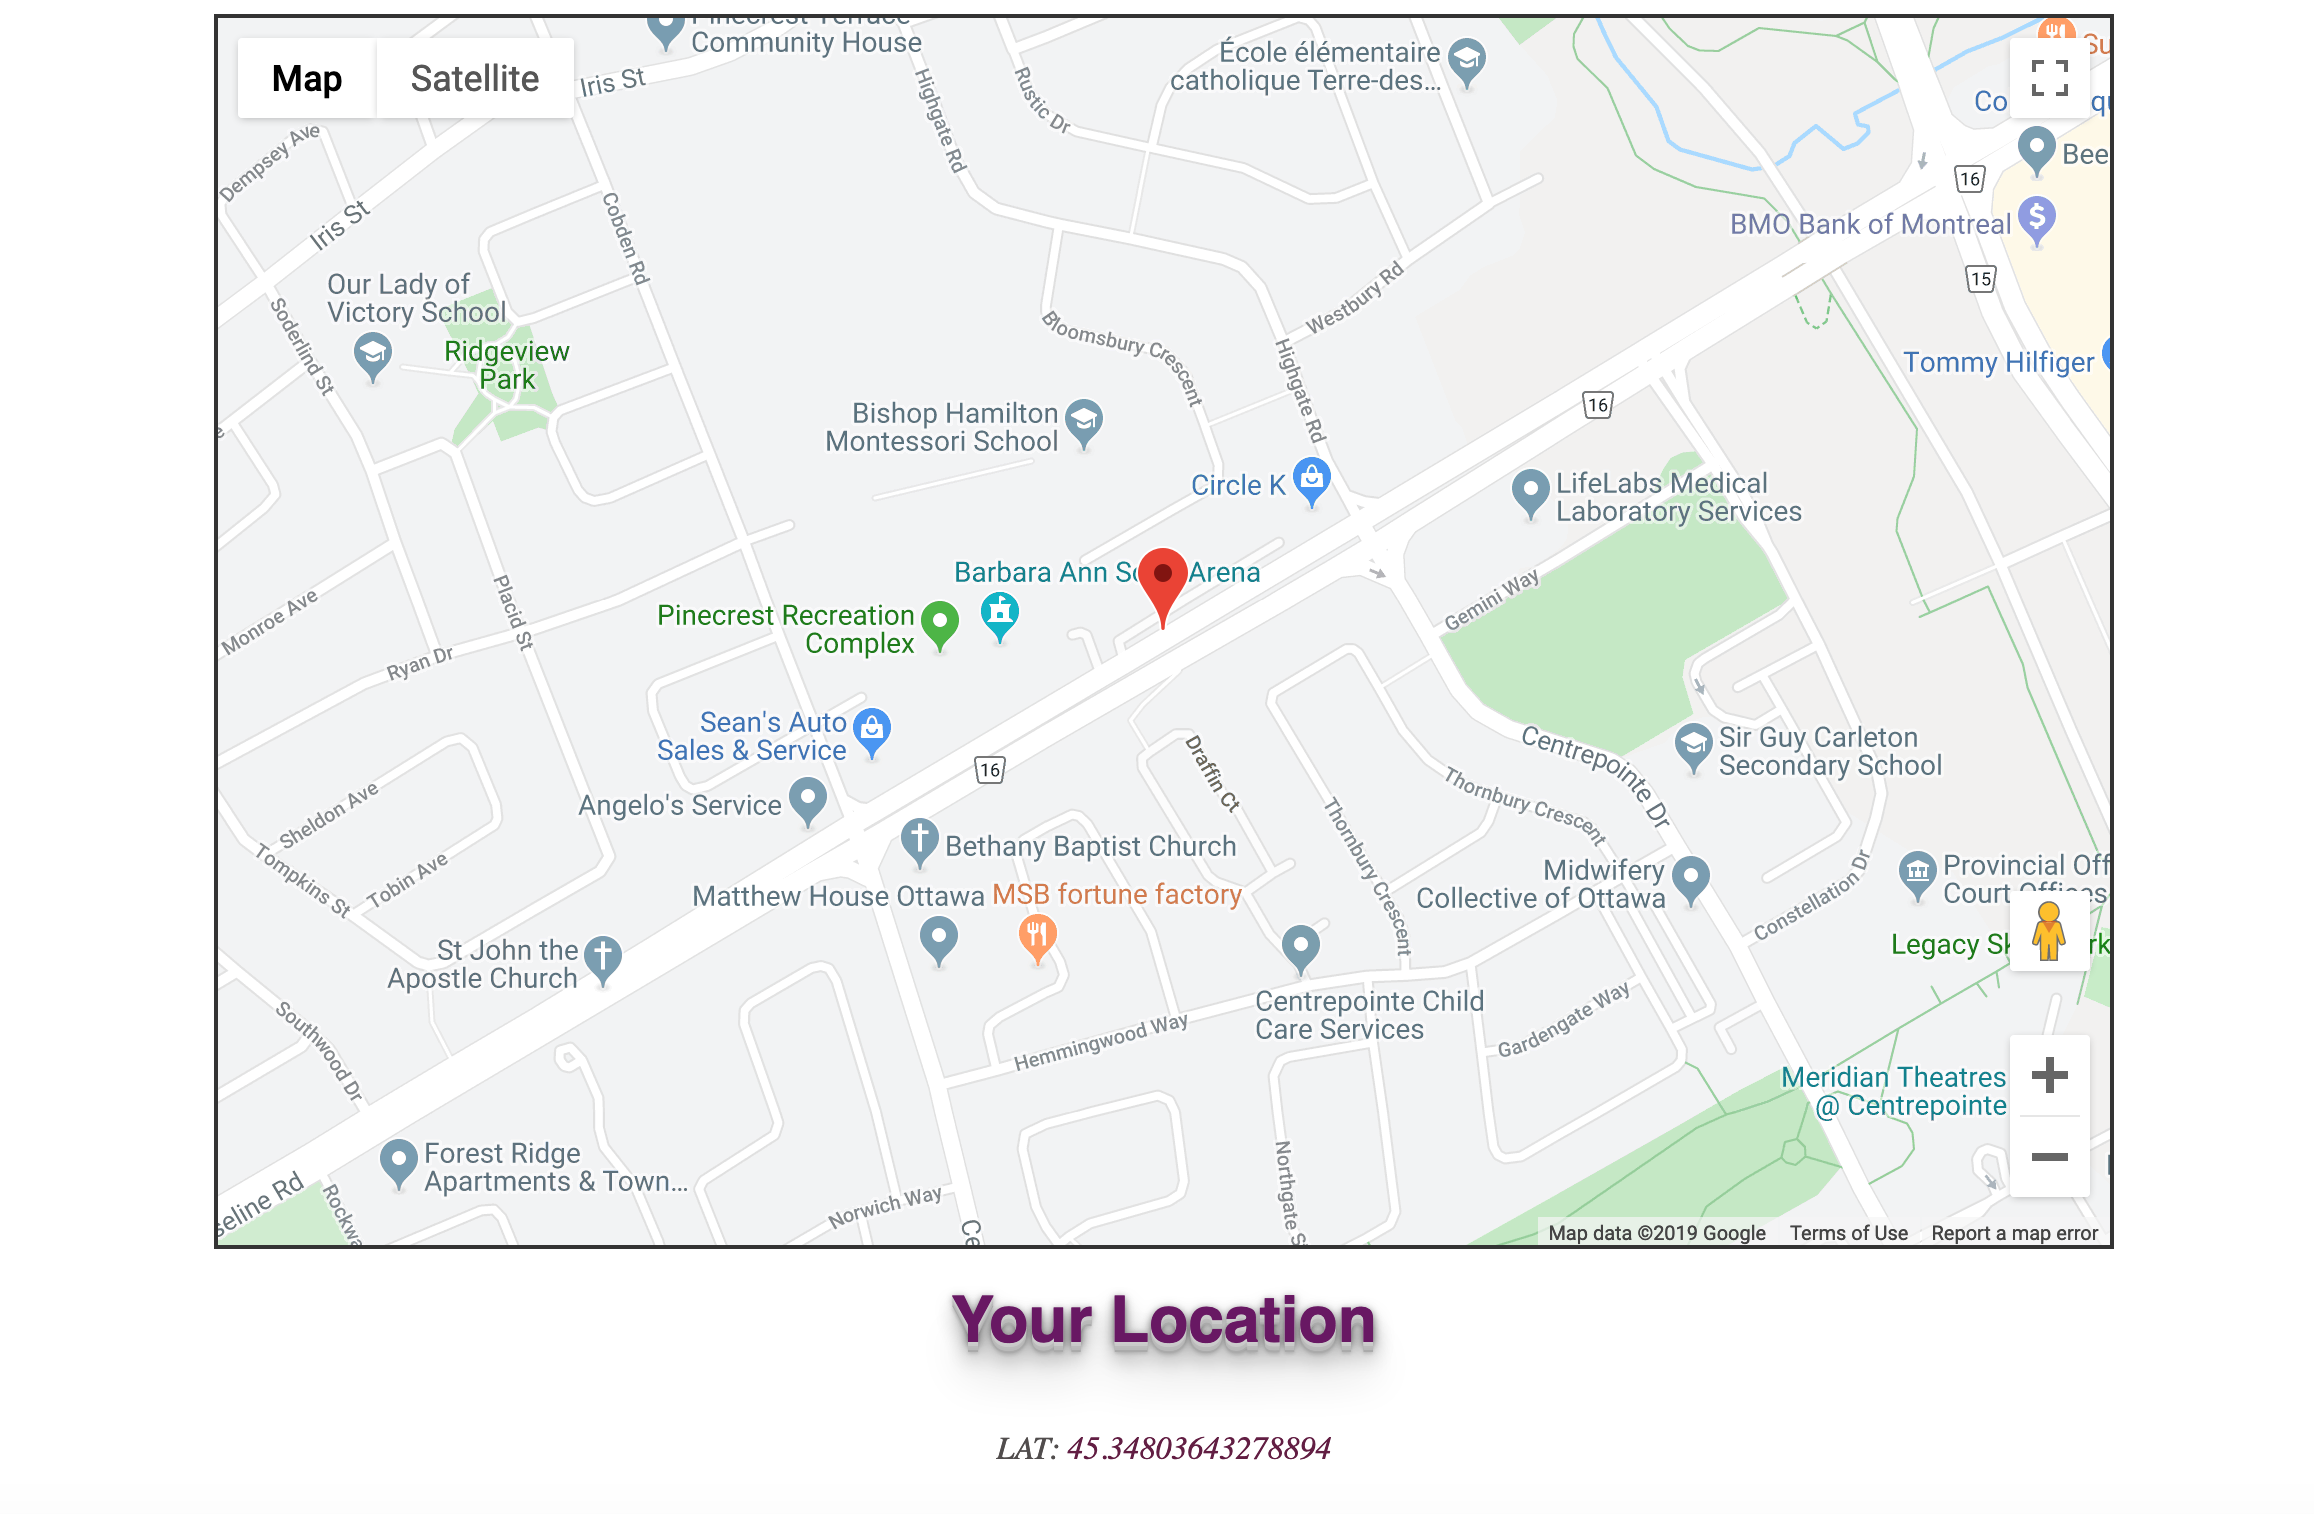 Pinecrest Terrace
Community House
École élémentaire
catholique Terre-des...
Map
Satellite
Iris St
Highgate Rd
Rustic Dr
Dempsey Ave
Iris St
Cobden Rd
16
BMO Bank of Montreal
15
Our Lady of
Victory School
Soderlind St
Ridgeview
Park
Bloomsbury Crescent
Westbury Rd
Highgate Rd
Tommy Hilfiger
16
Bishop Hamilton
Montessori School
Circle K
LifeLabs Medical
Laboratory Services
Barbara Ann Arena
Gemini Way
Pinecrest Recreation
Complex
Monroe Ave
Placid St
Ryan Dr
Sean's Auto
Sales & Service
16
Draffin Ct
Centrepointe Dr
Sir Guy Carleton
Secondary School
Angelo's Service
Sheldon Ave
Tompkins St
Tobin Ave
Thornbury Crescent
Thornbury Crescent
Bethany Baptist Church
Matthew House Ottawa
MSB fortune factory
Midwifery
Collective of Ottawa
Constellation Dr
Provincial Off
Court Offices
Legacy
St John the
Apostle Church
Centrepointe Child
Care Services
Southwood Dr
Hemmingwood Way
Gardengate Way
Meridian Theatres
@ Centrepointe
Forest Ridge
Apartments & Town...
seline Rd
Rockwa
Norwich Way
Ce
Northgate S
Map data ©2019 Google
Terms of Use
Report a map error
Your Location
LAT: 45.34803643278894